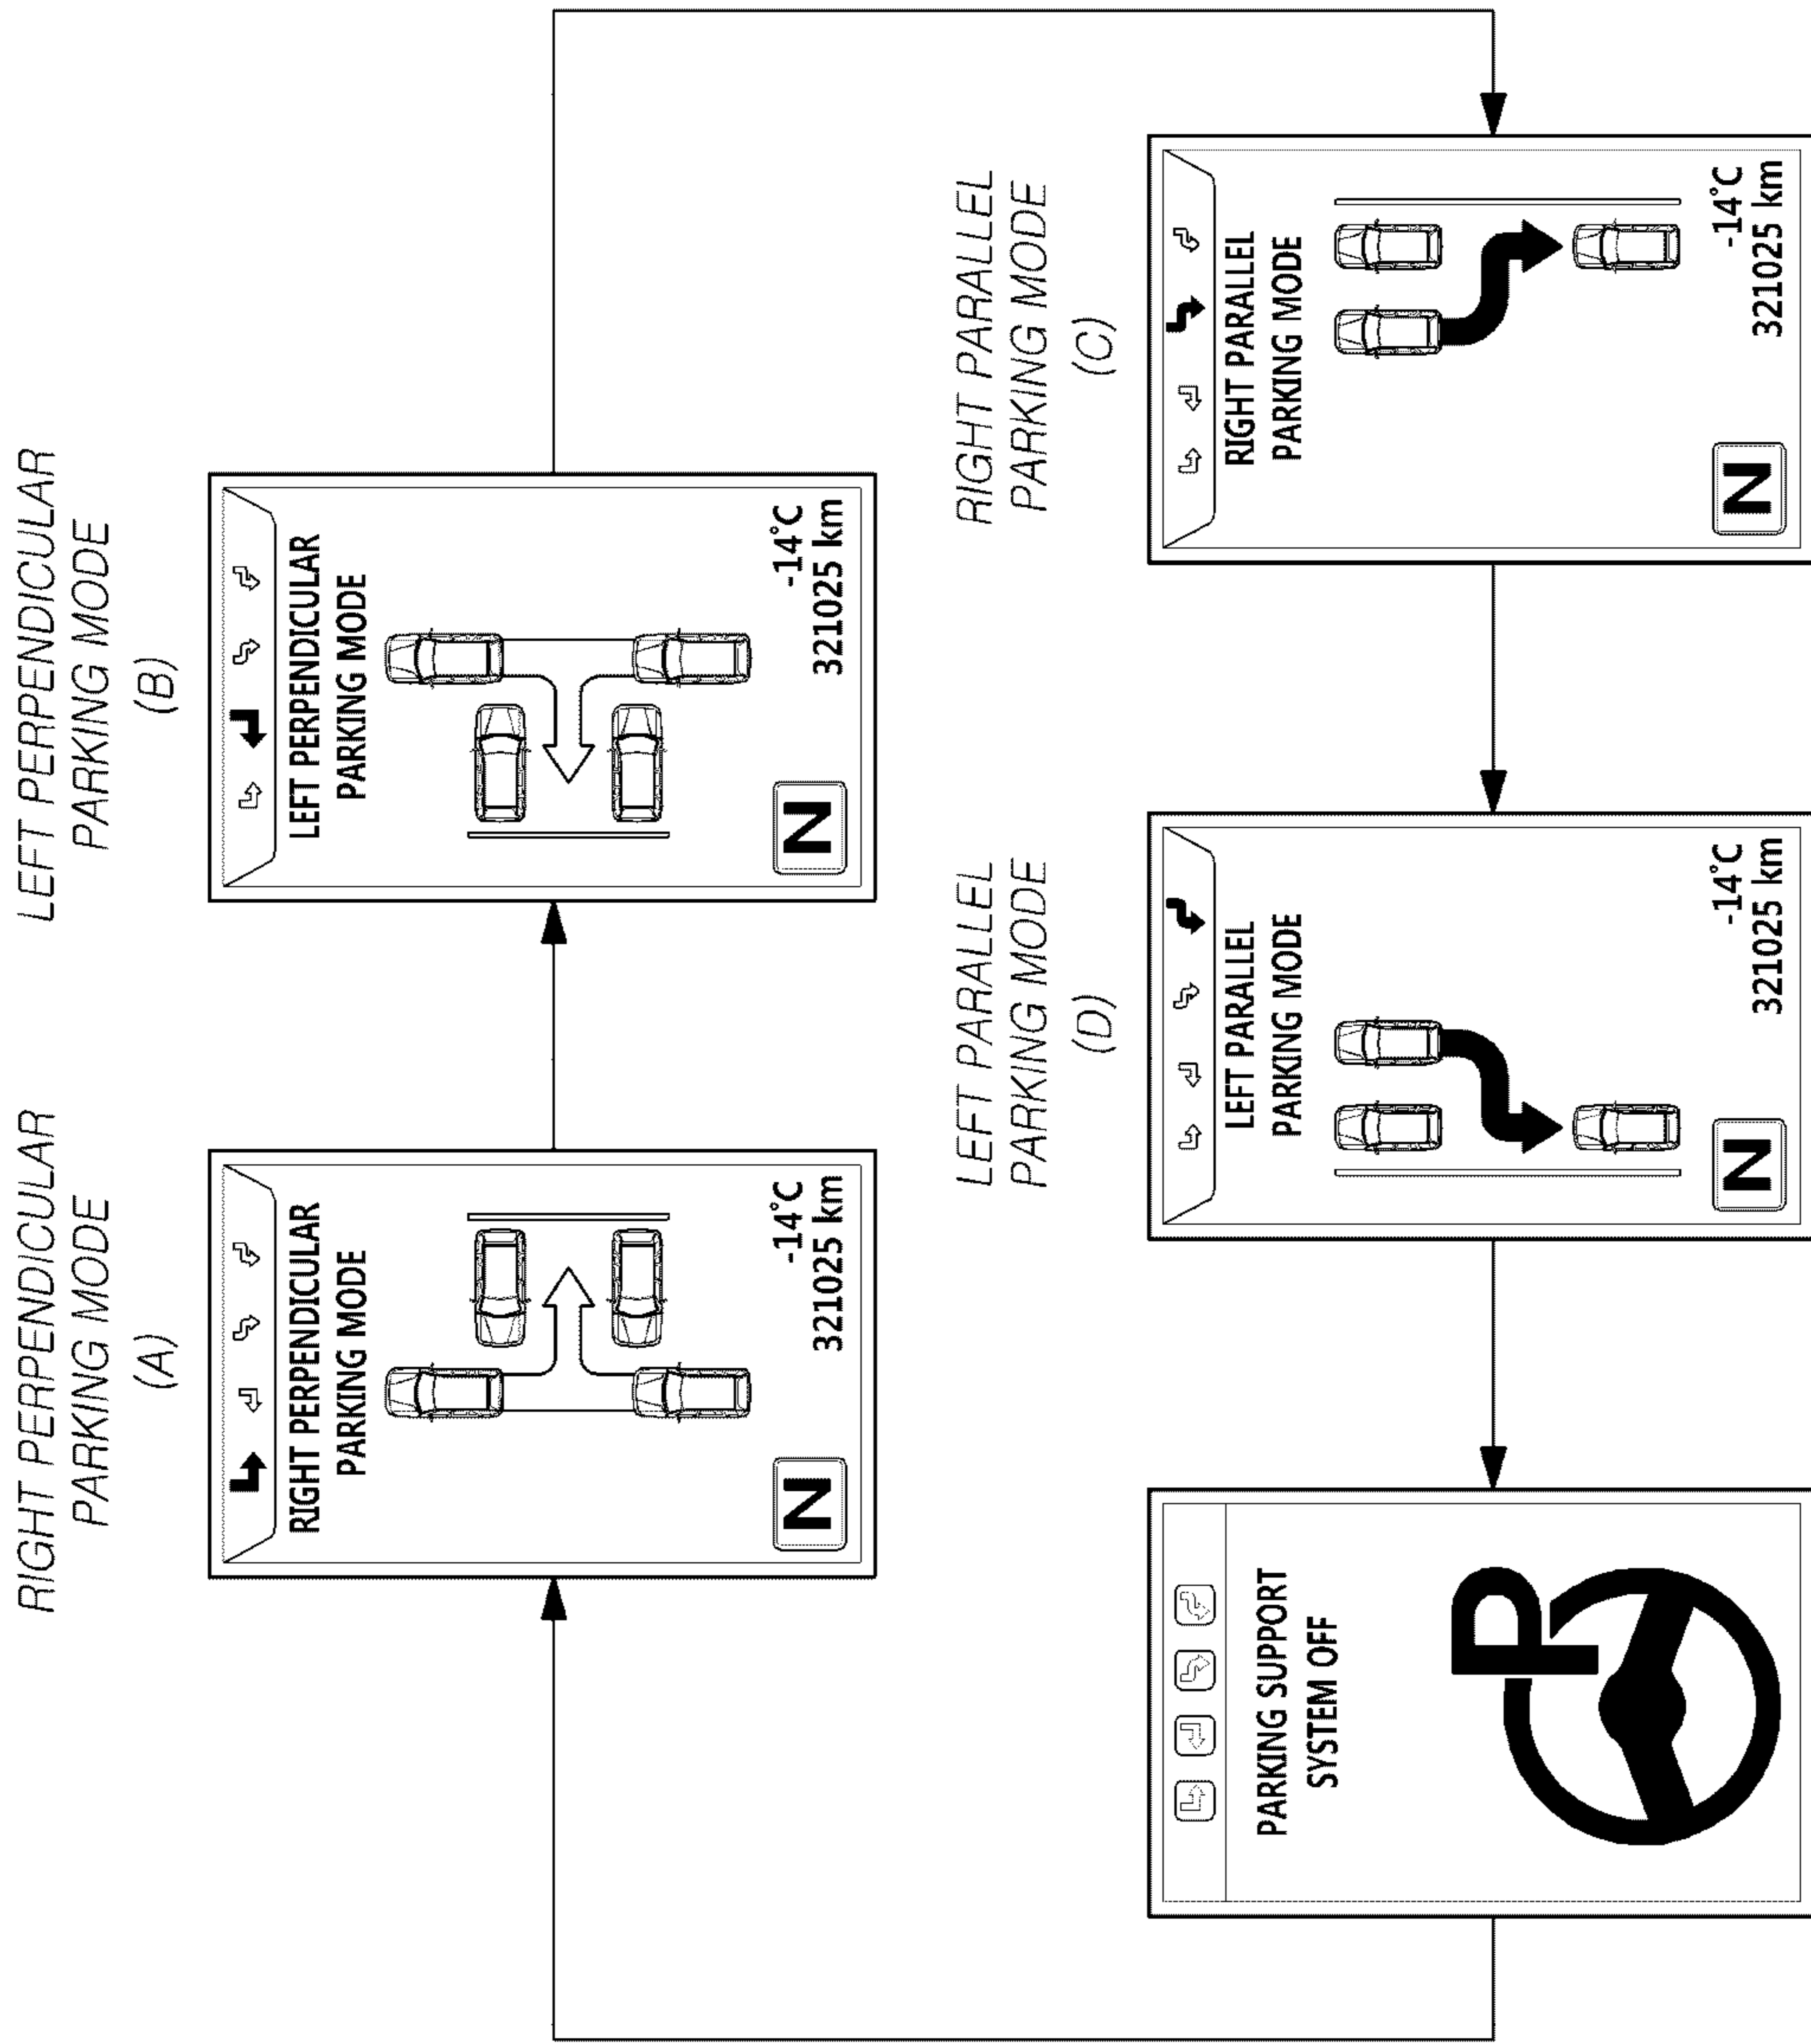 RIGHT PERPENDICULAR
PARKING MODE
(A)
RIGHT PERPENDICULAR
PARKING MODE
N
-14°C
321025 km
LEFT PERPENDICULAR
PARKING MODE
(B)
LEFT PERPENDICULAR
PARKING MODE
N
-14°C
321025 km
PARKING SUPPORT
SYSTEM OFF
P
LEFT PARALLEL
PARKING MODE
(D)
LEFT PARALLEL
PARKING MODE
N
-14°C
321025 km
RIGHT PARALLEL
PARKING MODE
(C)
RIGHT PARALLEL
PARKING MODE
N
-14°C
321025 km